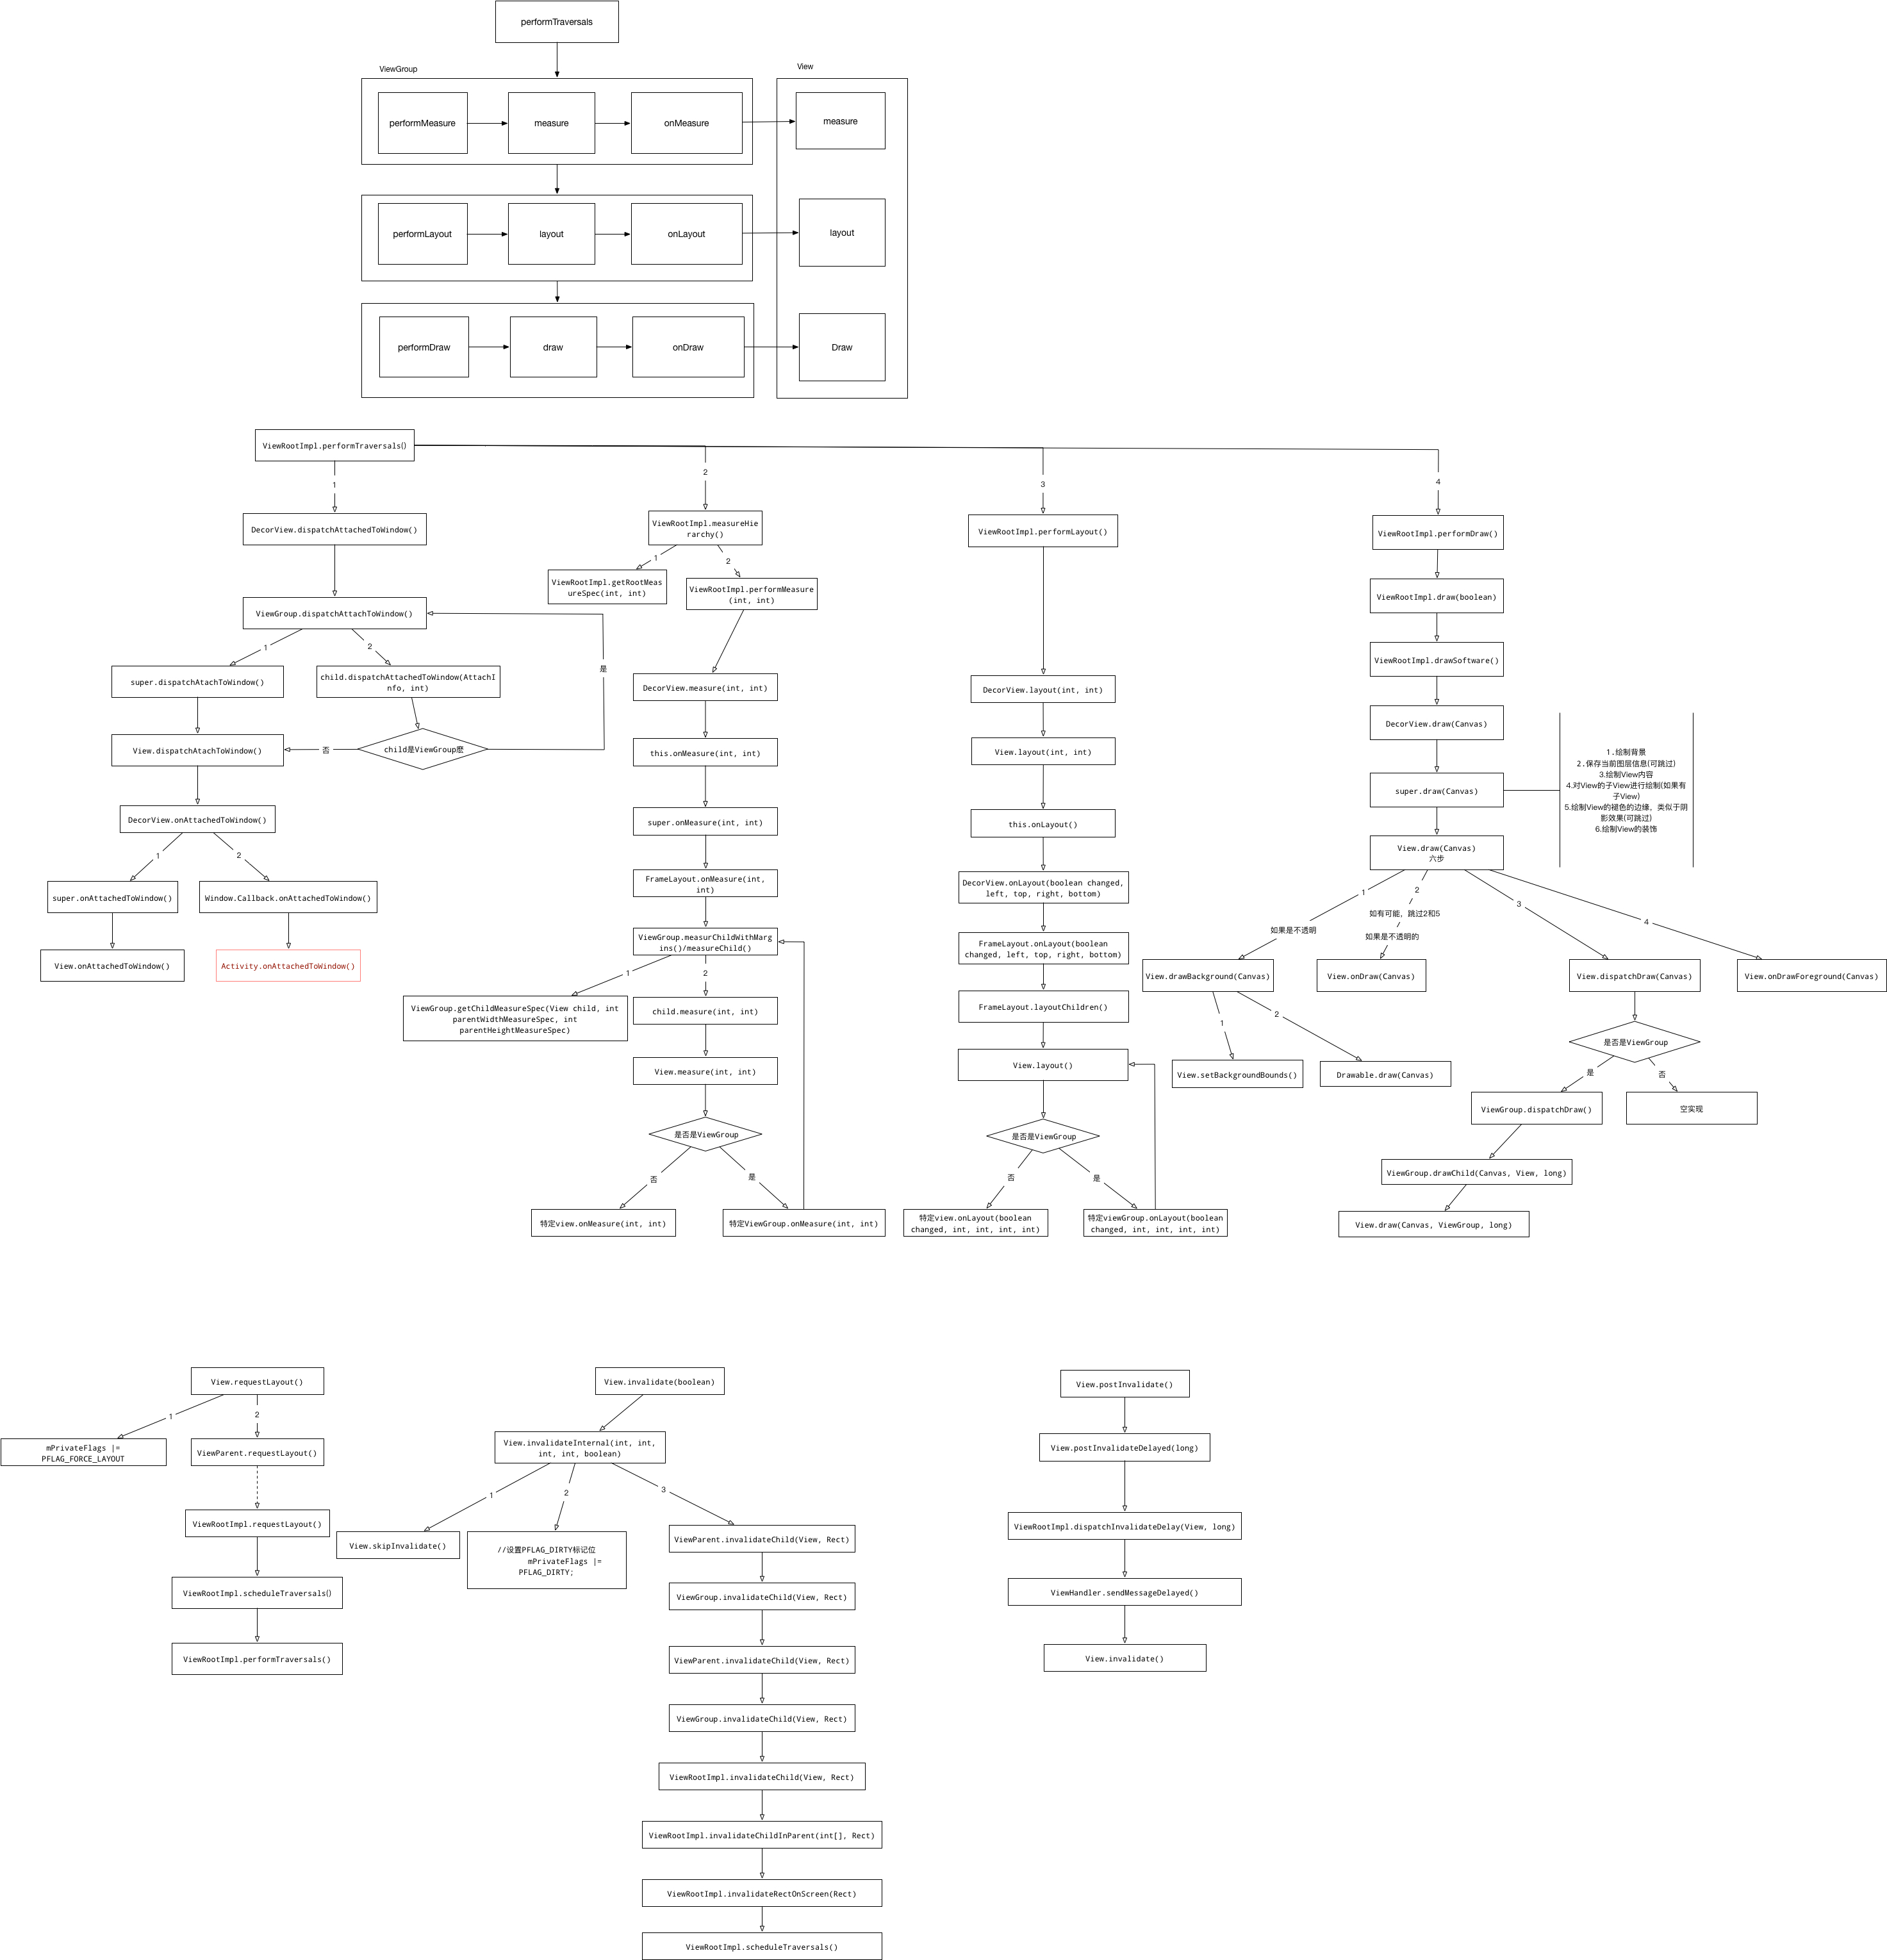 performTraversals
ViewGroup
View
performMeasure
measure
onMeasure
measure
performLayout
layout
onLayout
layout
performDraw
draw
onDraw
Draw
ViewRootImpl.performTraversals()
1
2
3
4
DecorView.dispatchAttachedToWindow()
ViewGroup.dispatchAttachToWindow()
1
2
是
super.dispatchAtachToWindow()
child.dispatchAttachedToWindow(AttachI
nfo, int)
View.dispatchAtachToWindow()
否
child是ViewGroup麽
DecorView.onAttachedToWindow()
1
2
super.onAttachedToWindow()
Window.Callback.onAttachedToWindow()
View.onAttachedToWindow()
Activity.onAttachedToWindow()
ViewRootImpl.measureHie
rarchy()
1
2
ViewRootImpl.getRootMeas
ureSpec(int, int)
ViewRootImpl.performMeasure
(int, int)
DecorView.measure(int, int)
this.onMeasure(int, int)
super.onMeasure(int, int)
FrameLayout.onMeasure(int,
int)
ViewGroup.measurChildWithMarg
ins()/measureChild()
1
2
ViewGroup.getChildMeasureSpec(View child, int
parentWidthMeasureSpec, int
parentHeightMeasureSpec)
child.measure(int, int)
View.measure(int, int)
是否是ViewGroup
否
是
特定view.onMeasure(int, int)
特定ViewGroup.onMeasure(int, int)
ViewRootImpl.performLayout()
DecorView.layout(int, int)
View.layout(int, int)
this.onLayout()
DecorView.onLayout(boolean changed,
left, top, right, bottom)
FrameLayout.onLayout(boolean
changed, left, top, right, bottom)
FrameLayout.layoutChildren()
View.layout()
是否是ViewGroup
否
是
特定view.onLayout(boolean
changed, int, int, int, int)
特定viewGroup.onLayout(boolean
changed, int, int, int, int)
ViewRootImpl.performDraw()
ViewRootImpl.draw(boolean)
ViewRootImpl.drawSoftware()
DecorView.draw(Canvas)
super.draw(Canvas)
1.绘制背景
2.保存当前图层信息(可跳过)
3.绘制View内容
4.对View的子View进行绘制(如果有
子View)
5.绘制View的褪色的边缘，类似于阴
影效果(可跳过)
6.绘制View的装饰
View.draw(Canvas)
六步
1
2
3
4
如果是不透明
如有可能，跳过2和5
如果是不透明的
View.drawBackground(Canvas)
View.onDraw(Canvas)
View.dispatchDraw(Canvas)
View.onDrawForeground(Canvas)
1
2
View.setBackgroundBounds()
Drawable.draw(Canvas)
是否是ViewGroup
是
否
ViewGroup.dispatchDraw()
空实现
ViewGroup.drawChild(Canvas, View, long)
View.draw(Canvas, ViewGroup, long)
View.requestLayout()
1
2
mPrivateFlags |=
PFLAG_FORCE_LAYOUT
ViewParent.requestLayout()
ViewRootImpl.requestLayout()
ViewRootImpl.scheduleTraversals()
ViewRootImpl.performTraversals()
View.invalidate(boolean)
View.invalidateInternal(int, int,
int, int, boolean)
1
2
3
View.skipInvalidate()
//设置PFLAG_DIRTY标记位
mPrivateFlags |=
PFLAG_DIRTY;
ViewParent.invalidateChild(View, Rect)
ViewGroup.invalidateChild(View, Rect)
ViewParent.invalidateChild(View, Rect)
ViewGroup.invalidateChild(View, Rect)
ViewRootImpl.invalidateChild(View, Rect)
ViewRootImpl.invalidateChildInParent(int[], Rect)
ViewRootImpl.invalidateRectOnScreen(Rect)
ViewRootImpl.scheduleTraversals()
View.postInvalidate()
View.postInvalidateDelayed(long)
ViewRootImpl.dispatchInvalidateDelay(View, long)
ViewHandler.sendMessageDelayed()
View.invalidate()